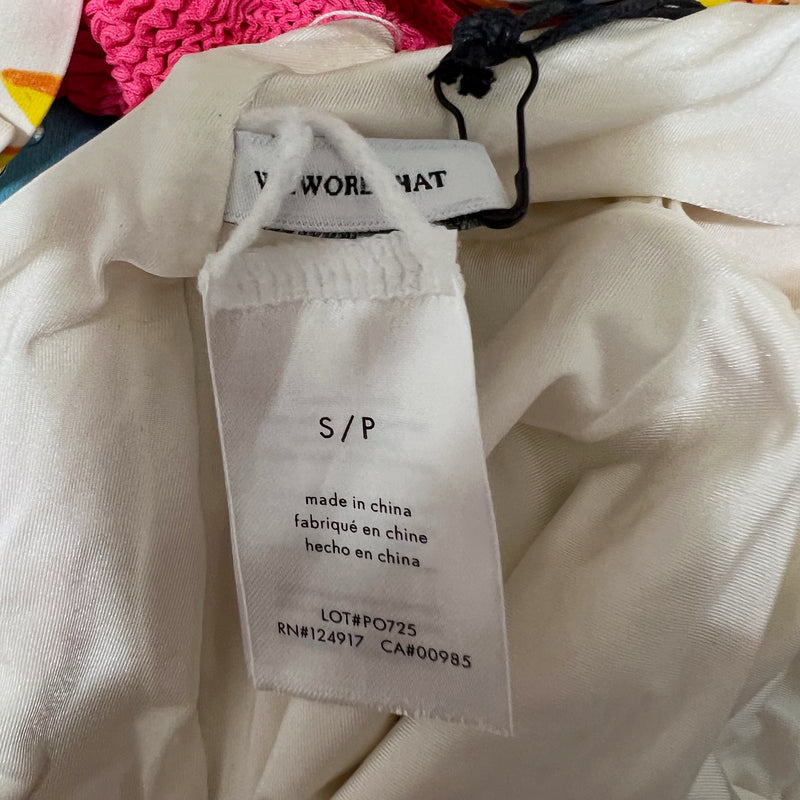 S/P
made in china
fabriqué en chine
hecho en china
LOT#PO725
RN#124917 CA#00985